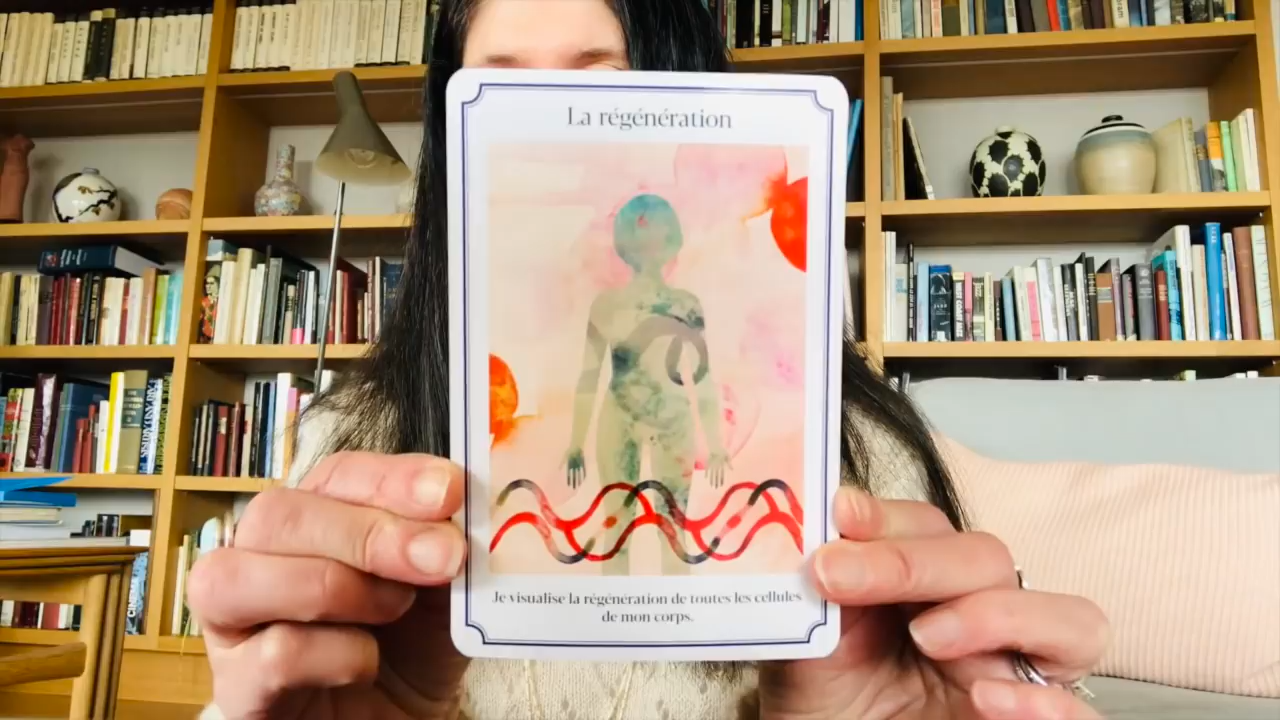 La régénération
Je visualise la régénération de toutes les cellules
de mon corps.